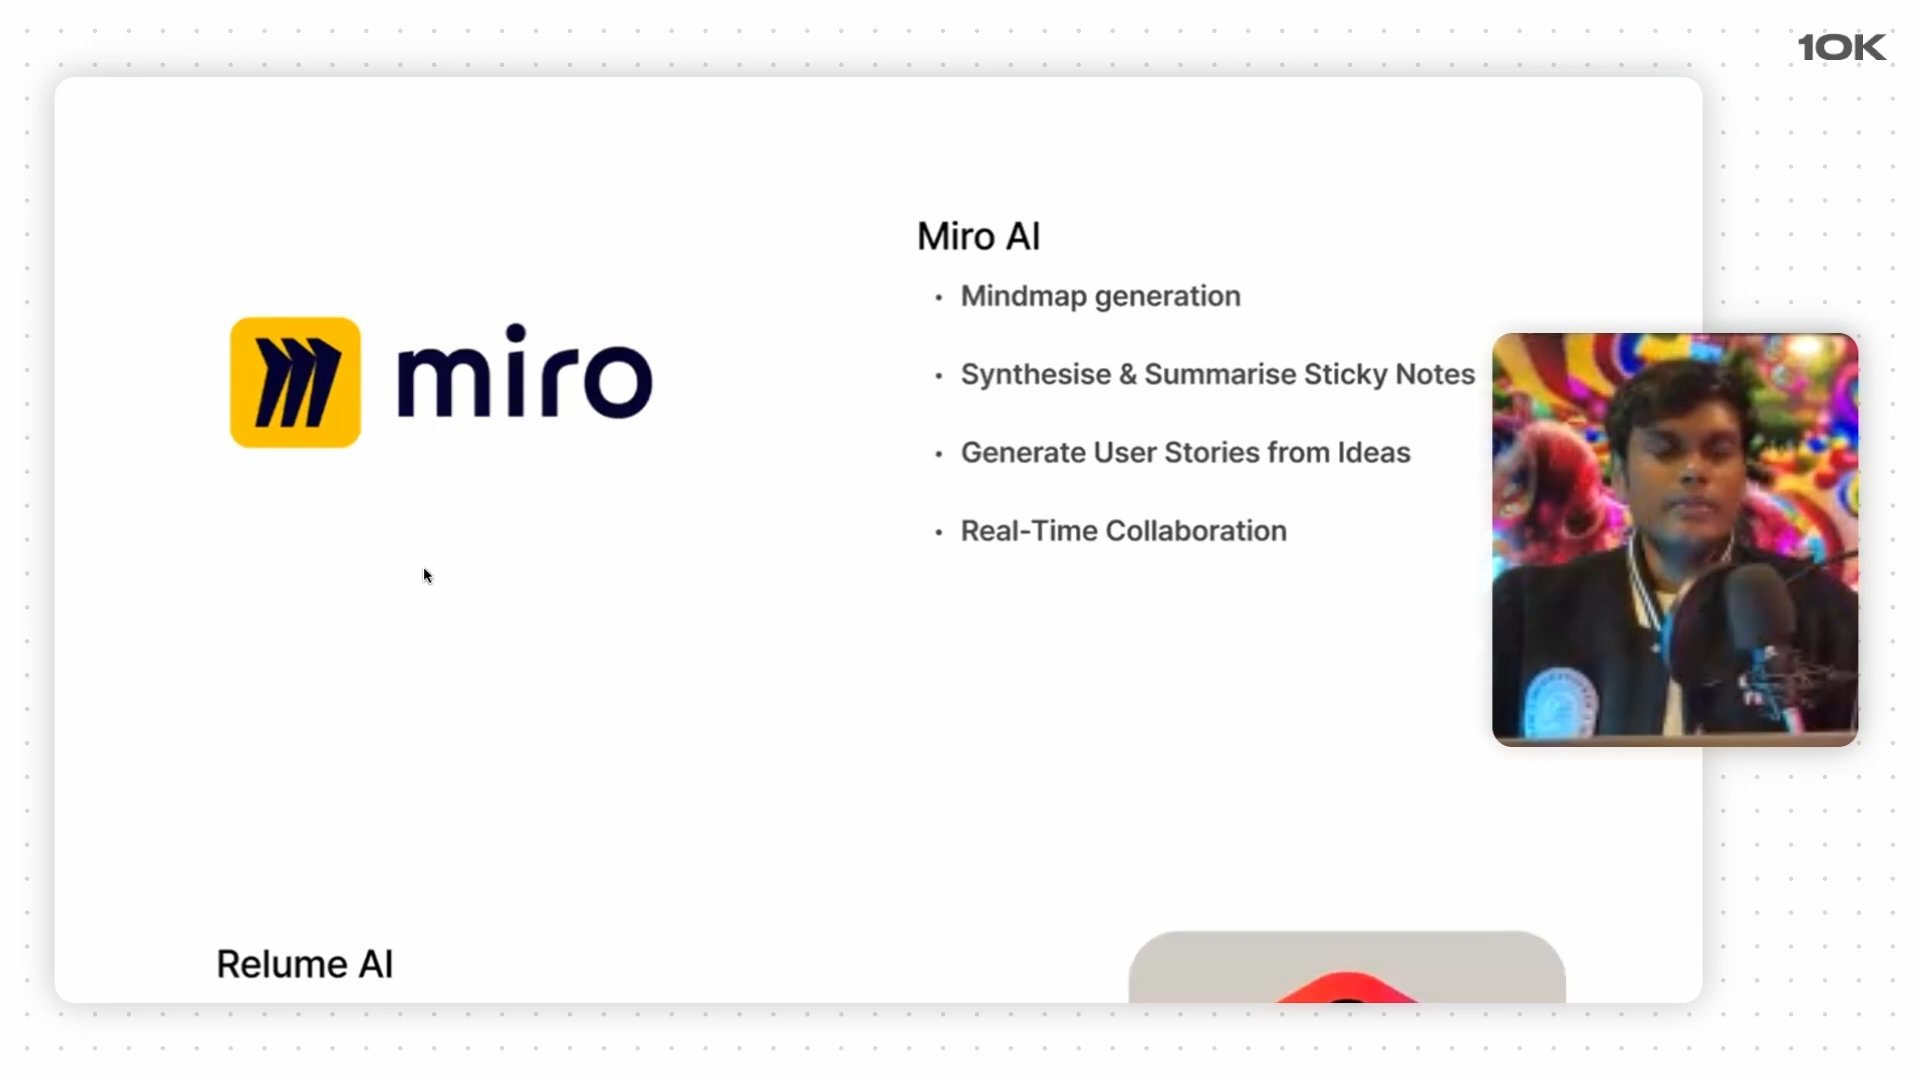 10K
miro
Miro AI
• Mindmap generation
• Synthesise & Summarise Sticky Notes
• Generate User Stories from Ideas
• Real-Time Collaboration
Relume AI